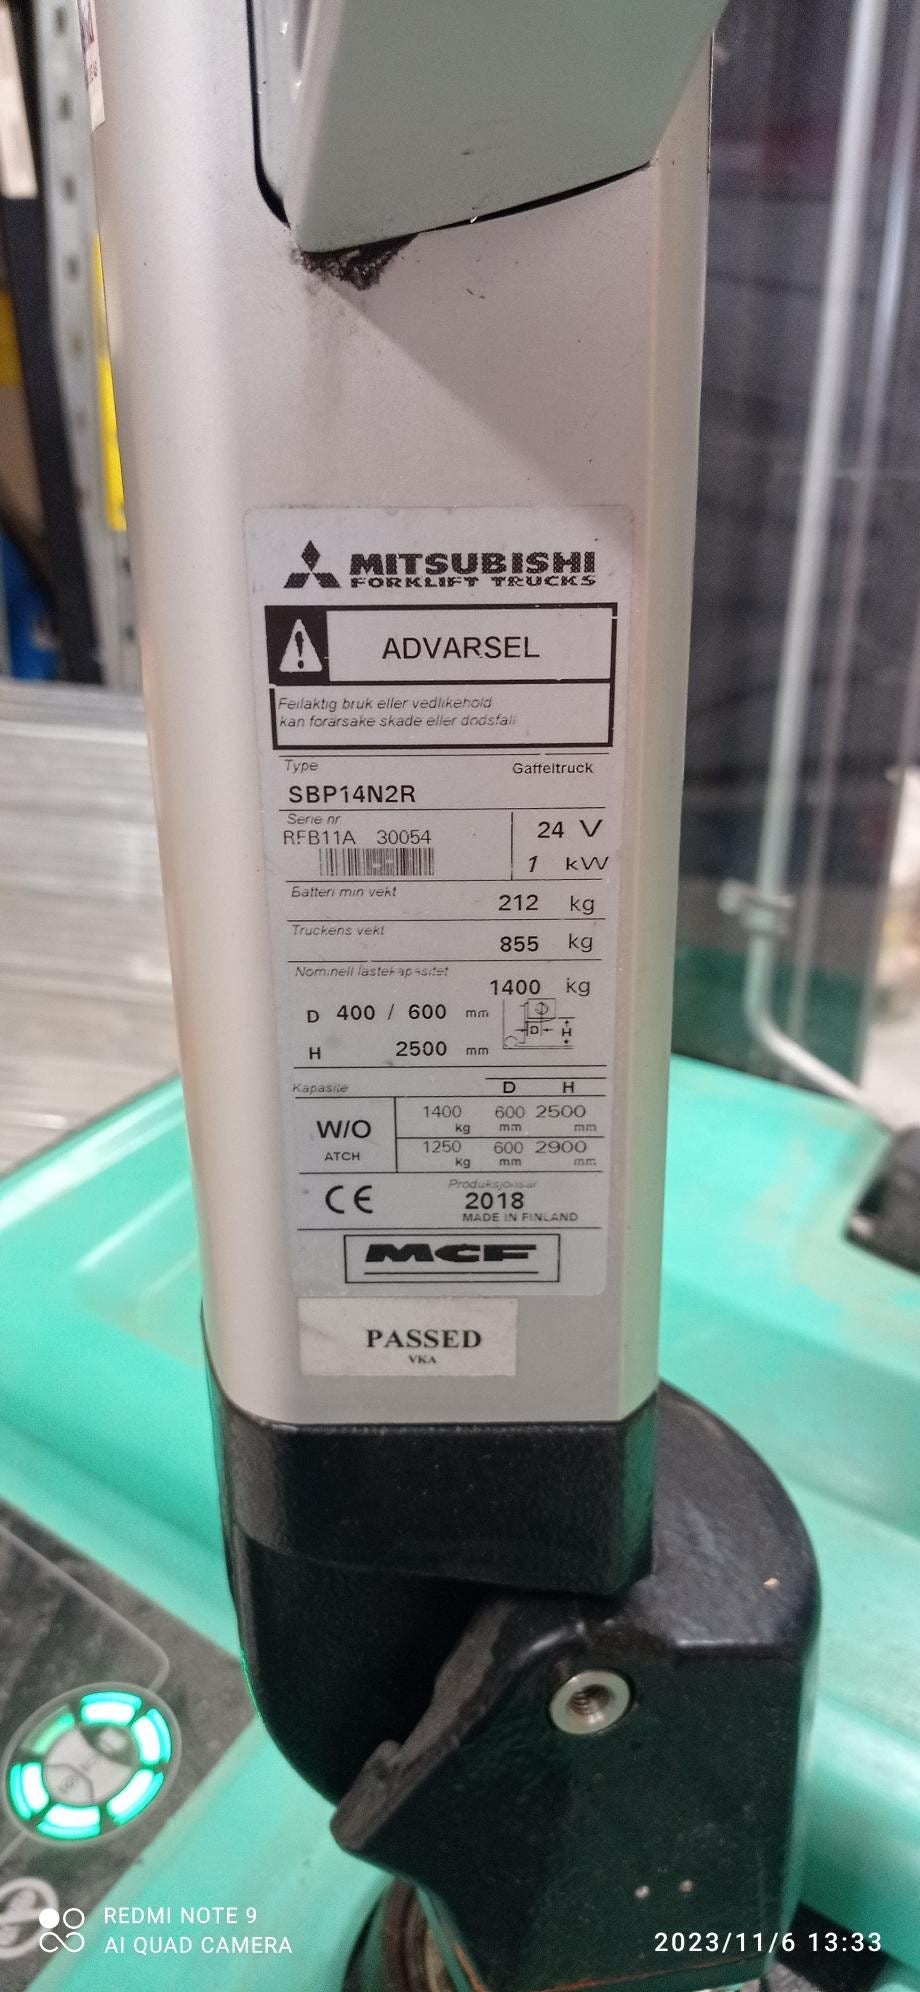 MITSUBISHI
FORKLIFT TRUCKS
ADVARSEL
Feilaktig bruk eller vedlikehold
kan forårsake skade eller dødsfall
Type Gaffeltruck
SBP14N2R
Serie nr
RFB11A 30054
24 V
1 kW
Batteri min vekt
212 kg
Truckens vekt
855 kg
Nominell lastekapasitet
1400 kg
D 400 / 600 mm
D H
H 2500 mm
Kapasite D H
W/O
ATCH
1400 kg 600 mm 2500 mm
1250 kg 600 mm 2900 mm
CE
Produksjonsår
2018
MADE IN FINLAND
MCF
PASSED
VKA
REDMI NOTE 9
AI QUAD CAMERA
2023/11/6 13:33